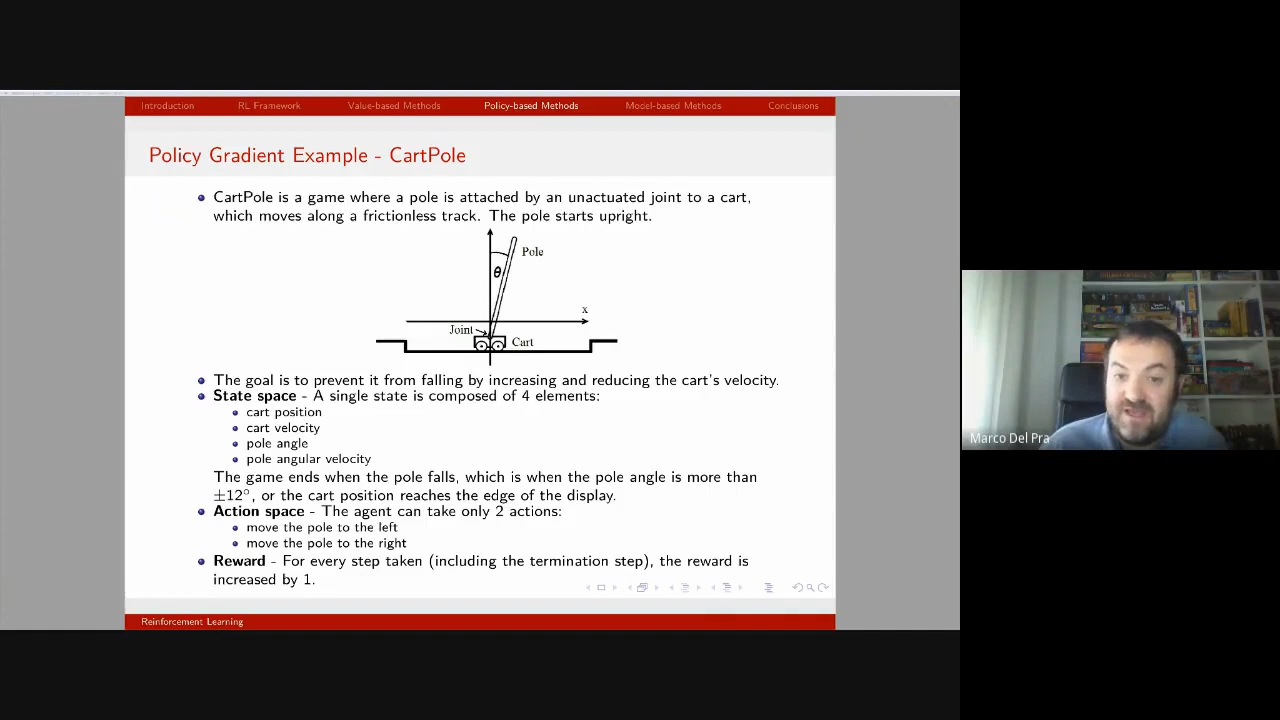 Introduction RL Framework Value-based Methods Policy-based Methods Model-based Methods Conclusions
Policy Gradient Example - CartPole
CartPole is a game where a pole is attached by an unactuated joint to a cart,
which moves along a frictionless track. The pole starts upright.
Pole
θ
x
Joint
Cart
The goal is to prevent it from falling by increasing and reducing the cart's velocity.
State space - A single state is composed of 4 elements:
cart position
cart velocity
pole angle
pole angular velocity
The game ends when the pole falls, which is when the pole angle is more than
±12°, or the cart position reaches the edge of the display.
Action space - The agent can take only 2 actions:
move the pole to the left
move the pole to the right
Reward - For every step taken (including the termination step), the reward is
increased by 1.
Reinforcement Learning
Marco Del Pra